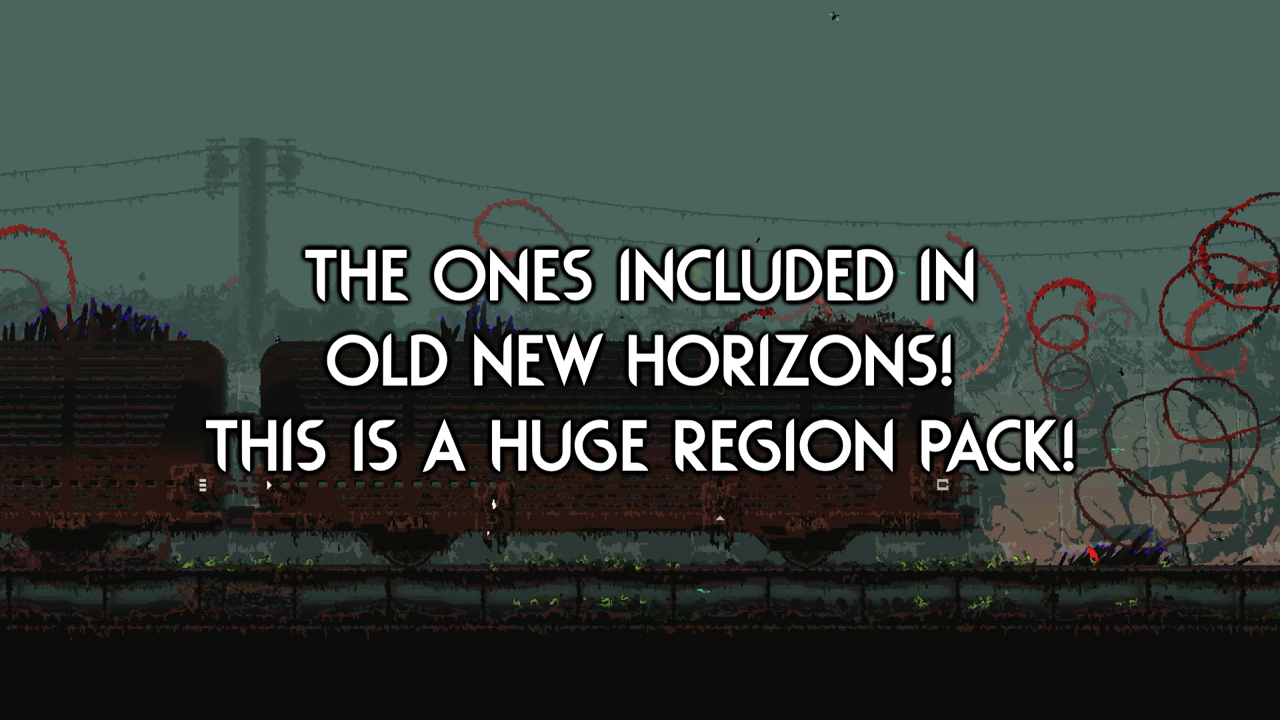 THE ONES INCLUDED IN
OLD NEW HORIZONS!
THIS IS A HUGE REGION PACK!